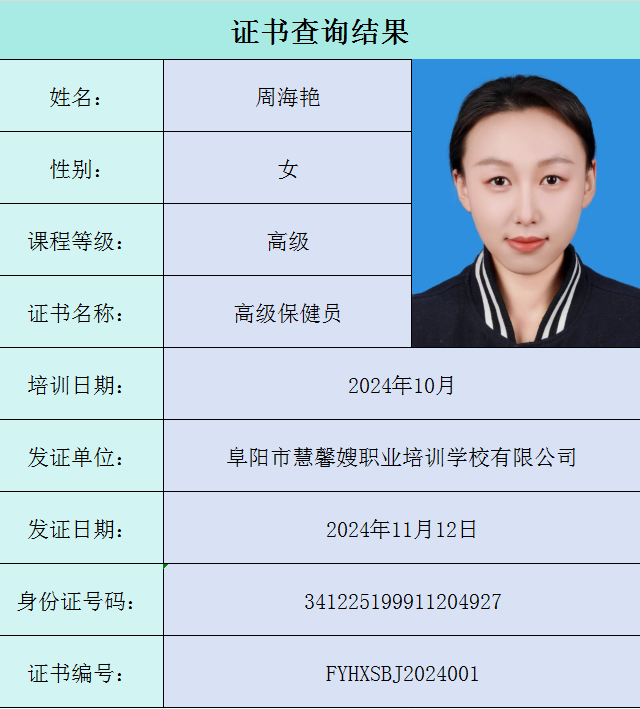 证书查询结果
姓名: 周海艳
性别: 女
课程等级: 高级
证书名称: 高级保健员
培训日期: 2024年10月
发证单位: 阜阳市慧馨嫂职业培训学校有限公司
发证日期: 2024年11月12日
身份证号码: 341225199911204927
证书编号: FYHXSBJ2024001